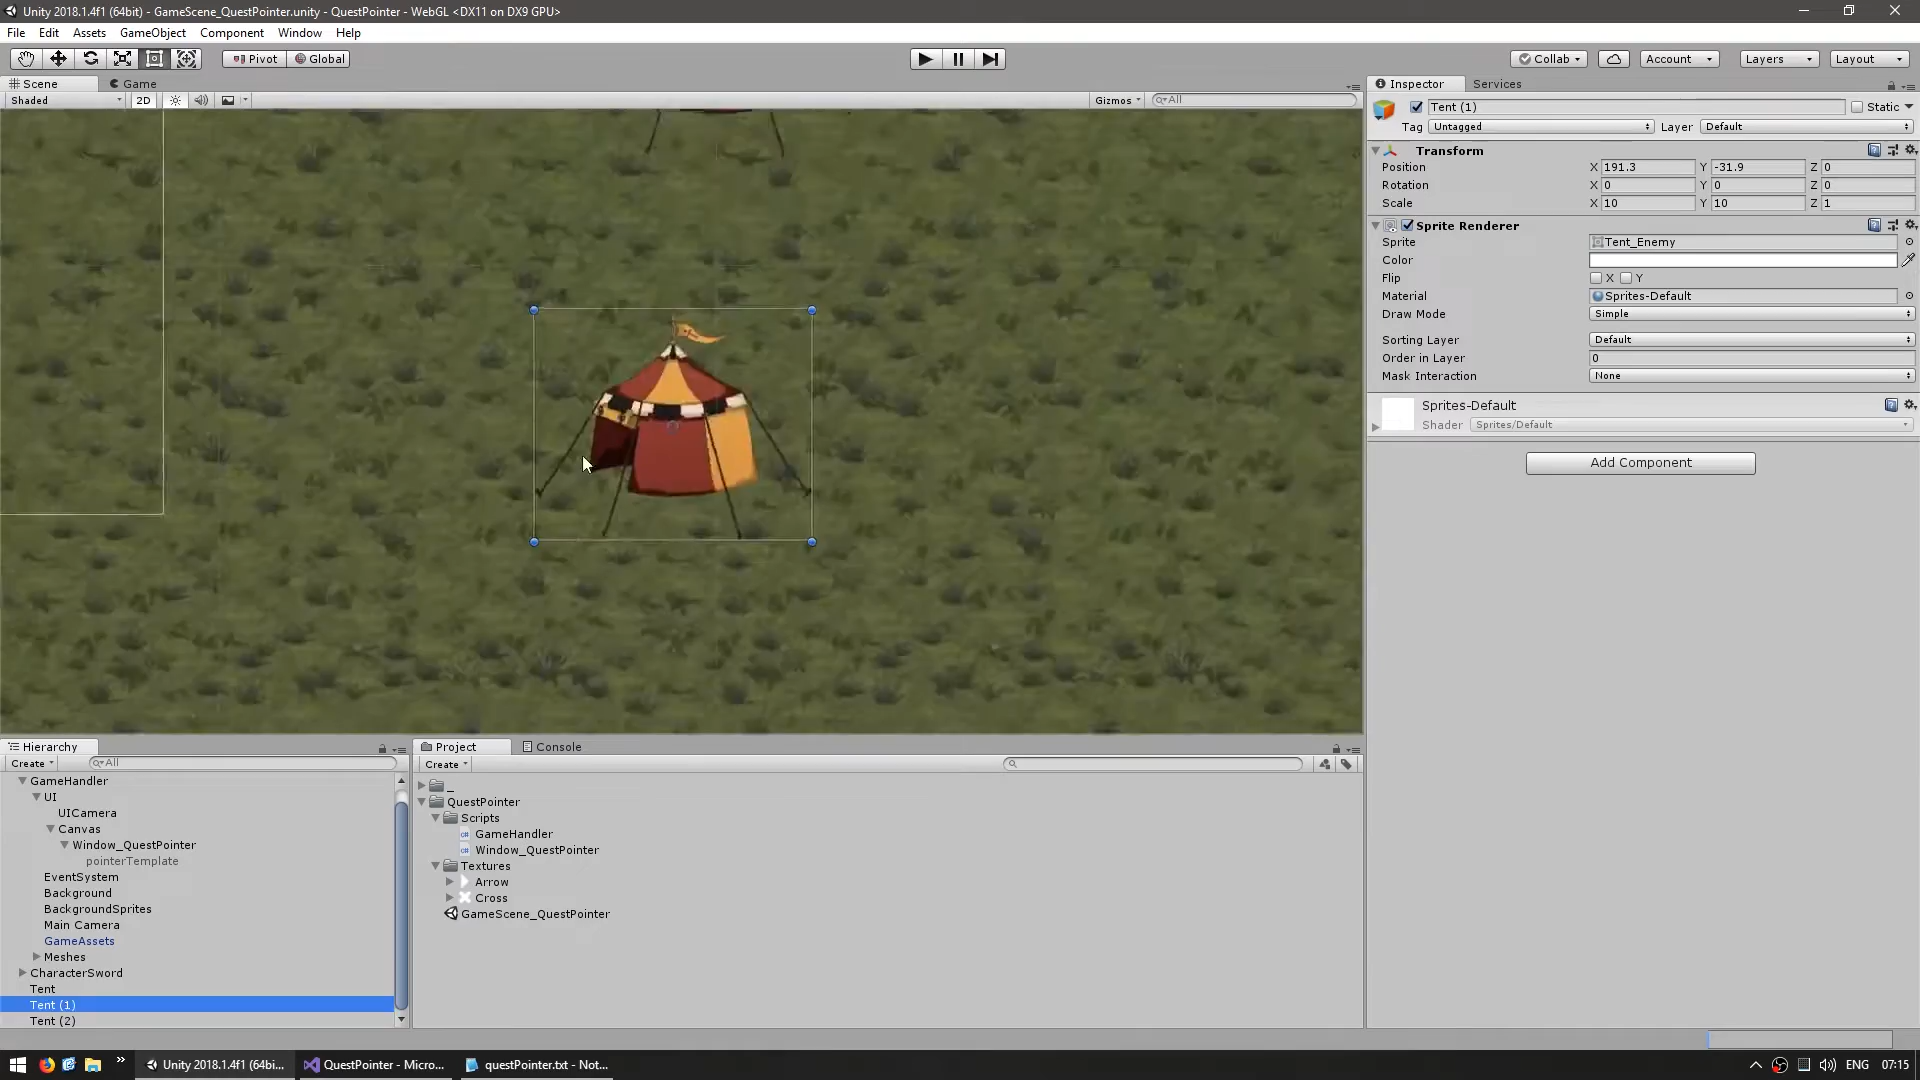 Unity 2018.1.4f1 (64bit) - GameScene_QuestPointer.unity - QuestPointer - WebGL <DX11 on DX9 GPU>
File Edit Assets GameObject Component Window Help
Pivot Global Collab Account Layers Layout
Scene Game
Shaded 2D Gizmos All
Inspector Services
Tent (1) Static
Tag Untagged Layer Default
Transform
Position X 191.3 Y -31.9 Z 0
Rotation X 0 Y 0 Z 0
Scale X 10 Y 10 Z 1
Sprite Renderer
Sprite Tent_Enemy
Color
Flip X Y
Material Sprites-Default
Draw Mode Simple
Sorting Layer Default
Order in Layer 0
Mask Interaction None
Sprites-Default
Shader Sprites/Default
Add Component
Hierarchy
Create All
GameHandler
UI
UICamera
Canvas
Window_QuestPointer
pointerTemplate
EventSystem
Background
BackgroundSprites
Main Camera
GameAssets
Meshes
CharacterSword
Tent
Tent (1)
Tent (2)
Project Console
Create
_
QuestPointer
Scripts
GameHandler
Window_QuestPointer
Textures
Arrow
Cross
GameScene_QuestPointer
Unity 2018.1.4f1 (64bi... QuestPointer - Micro... questPointer.txt - Not... ENG 07:15